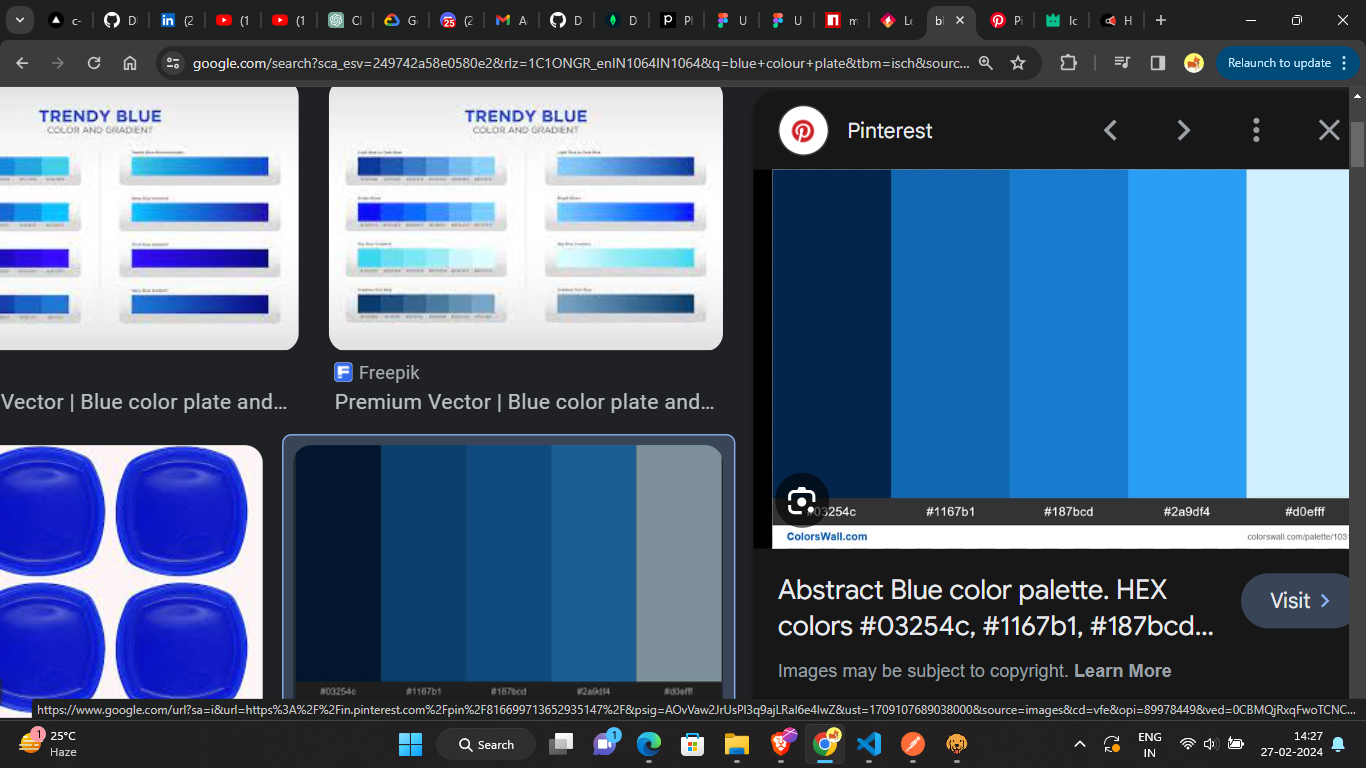 c-
D
(2
(1
(1
Cl
G
(2
A
D
D
Pl
U
U
m
Lo
bl
Pi
Ic
H
google.com/search?sca_esv=249742a58e0580e2&rlz=1C1ONGR_enIN1064IN1064&q=blue+colour+plate&tbm=isch&sourc...
Relaunch to update
TRENDY BLUE
COLOR AND GRADIENT
TRENDY BLUE
COLOR AND GRADIENT
Freepik
Vector | Blue color plate and...
Premium Vector | Blue color plate and...
#03254c #1167b1 #187bcd #2a9df4 #d0efff
Pinterest
#03254c #1167b1 #187bcd #2a9df4 #d0efff
ColorsWall.com
colorswall.com/palette/103
Abstract Blue color palette. HEX
colors #03254c, #1167b1, #187bcd...
Visit
Images may be subject to copyright. Learn More
https://www.google.com/url?sa=i&url=https%3A%2F%2Fin.pinterest.com%2Fpin%2F816699713652935147%2F&psig=AOvVaw2JrUsPI3q9ajLRal6e4lwZ&ust=1709107689038000&source=images&cd=vfe&opi=89978449&ved=0CBMQjRxqFwoTCNC...
1
25°C
Haze
Search
1
ENG
IN
14:27
27-02-2024